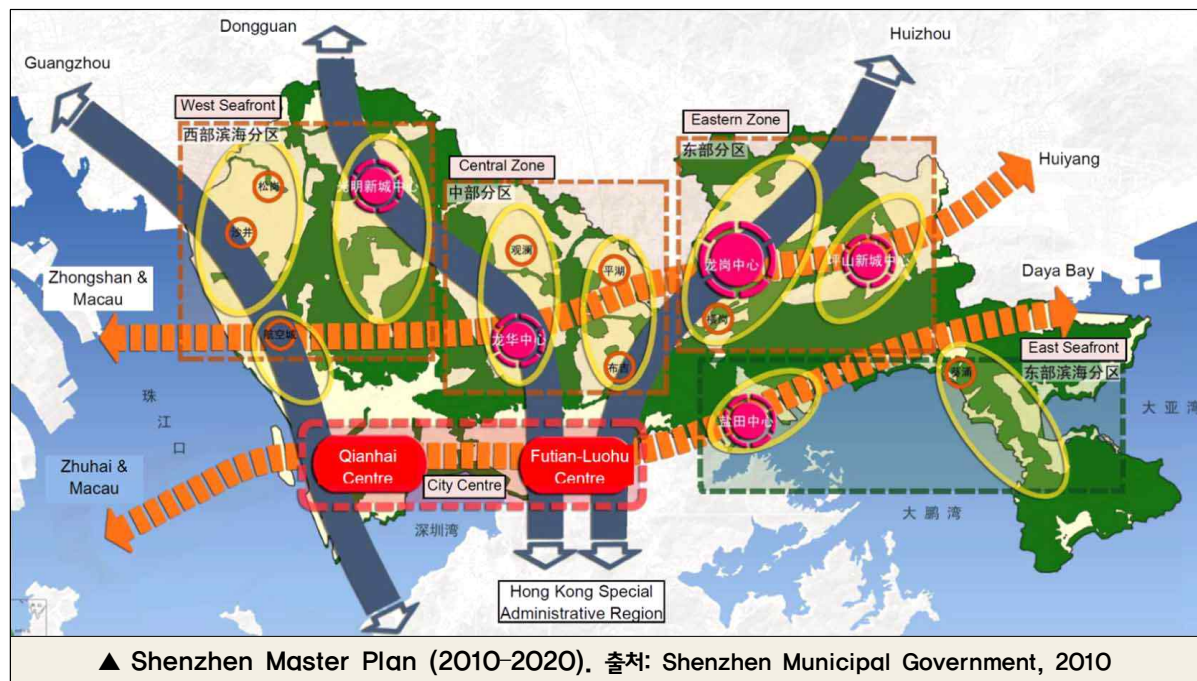 Dongguan
Huizhou
Guangzhou
West Seafront
西部滨海分区
Eastern Zone
东部分区
Central Zone
中部分区
Huiyang
松岗
光明新城中心
沙井
观澜
平湖
龙岗中心
坪山新城中心
Zhongshan &
Macau
Daya Bay
航空城
龙华中心
横岗
布吉
East Seafront
东部滨海分区
葵涌
盐田中心
大亚湾
珠
江
口
Qianhai
Centre
Futian-Luohu
Centre
City Centre
Zhuhai &
Macau
深圳湾
大鹏湾
Hong Kong Special
Administrative Region
▲ Shenzhen Master Plan (2010-2020). 출처: Shenzhen Municipal Government, 2010